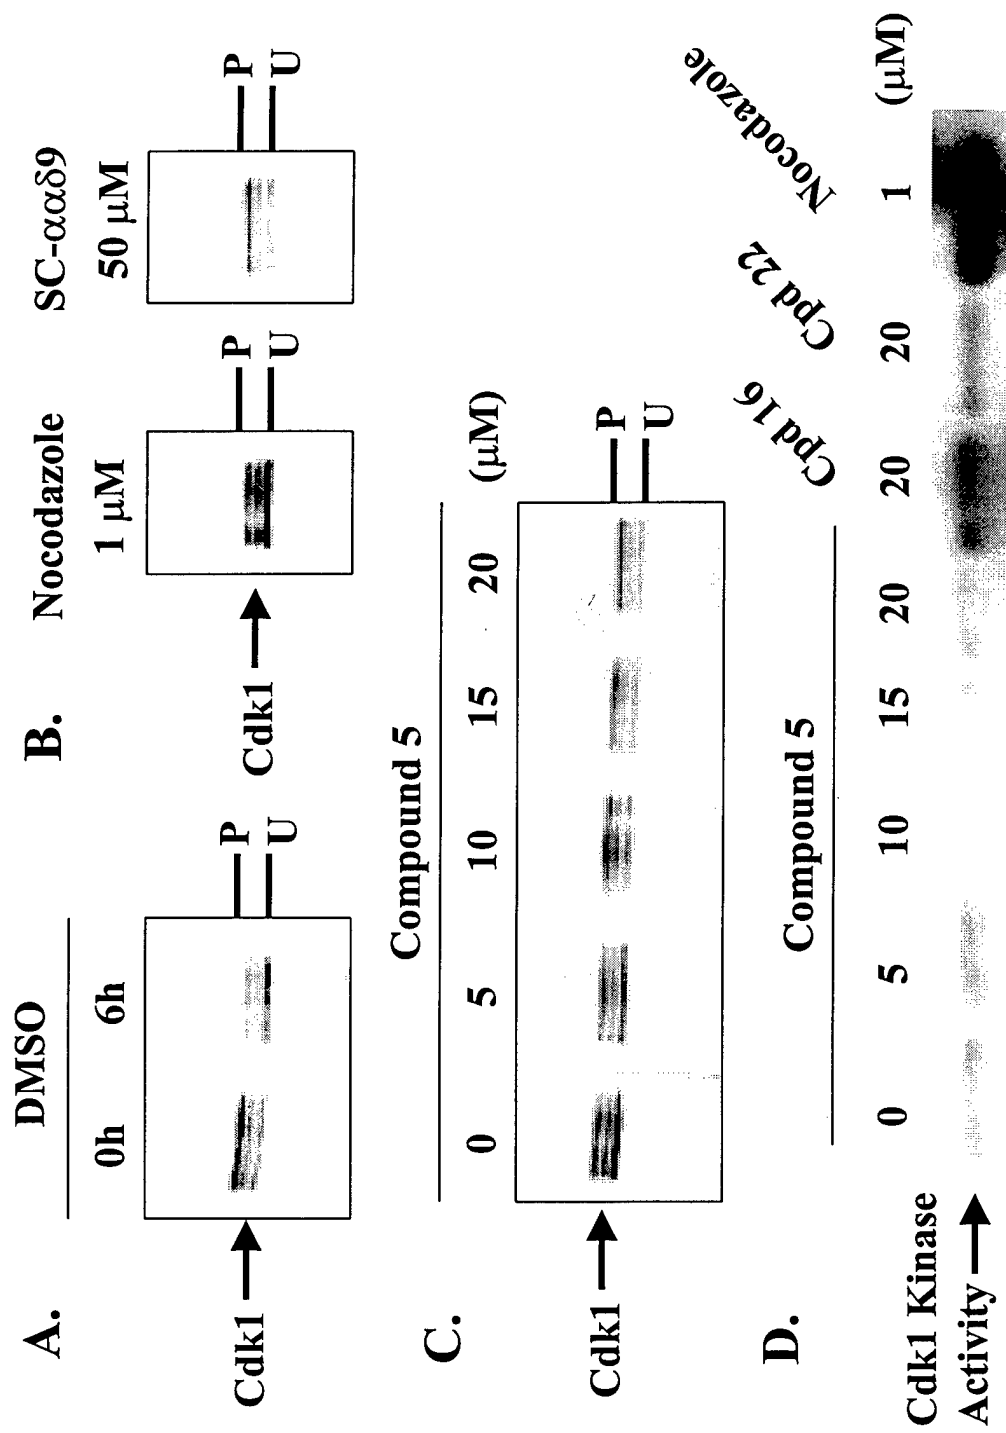 A.
DMSO
0h 6h
Cdk1
P
U
B.
Nocodazole
1 µM
Cdk1
P
U
SC-ααδ9
50 µM
P
U
C.
Compound 5
0 5 10 15 20 (µM)
Cdk1
P
U
D.
Compound 5
Cpd 16
Cpd 22
Nocodazole
0 5 10 15 20 20 20 1 (µM)
Cdk1 Kinase
Activity